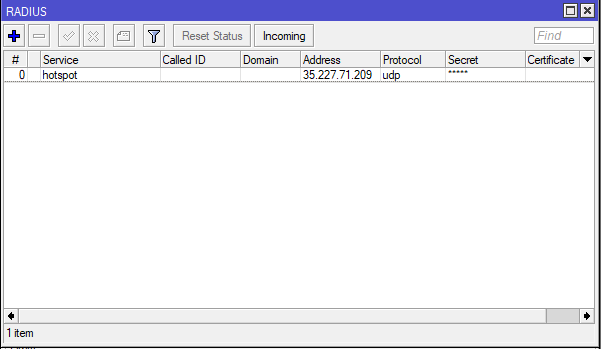 RADIUS
Reset Status Incoming Find
# Service Called ID Domain Address Protocol Secret Certificate
0 hotspot 35.227.71.209 udp *****
1 item